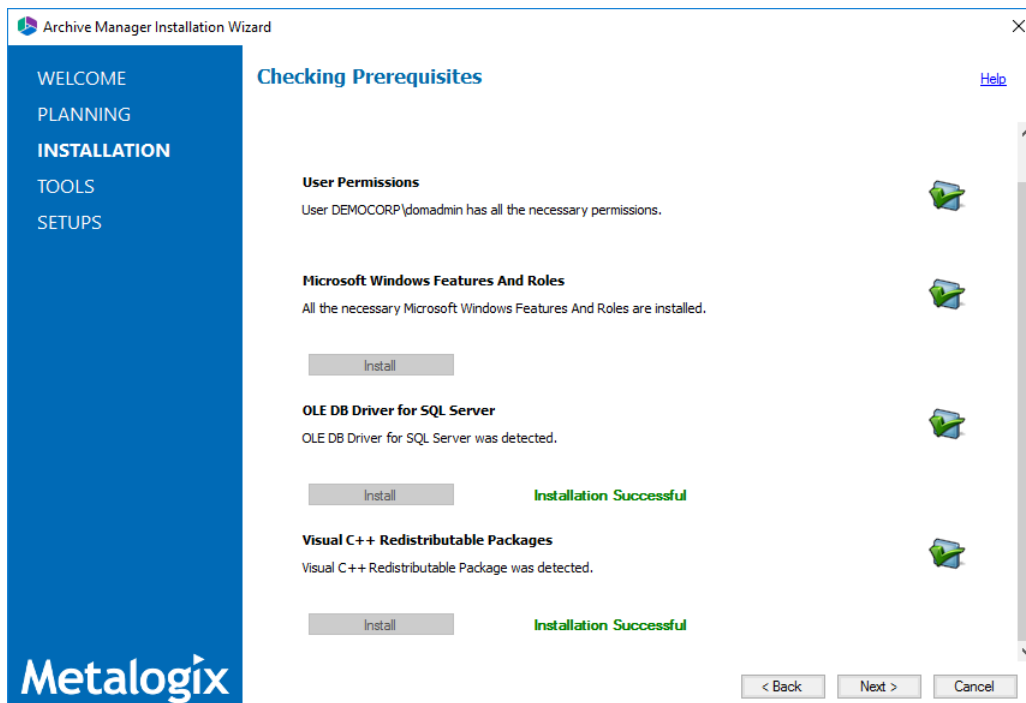 Archive Manager Installation Wizard
WELCOME
PLANNING
INSTALLATION
TOOLS
SETUPS
Checking Prerequisites
Help
User Permissions
User DEMOCORP\domadmin has all the necessary permissions.
Microsoft Windows Features And Roles
All the necessary Microsoft Windows Features And Roles are installed.
Install
OLE DB Driver for SQL Server
OLE DB Driver for SQL Server was detected.
Install Installation Successful
Visual C++ Redistributable Packages
Visual C++ Redistributable Package was detected.
Install Installation Successful
Metalogix
< Back Next > Cancel